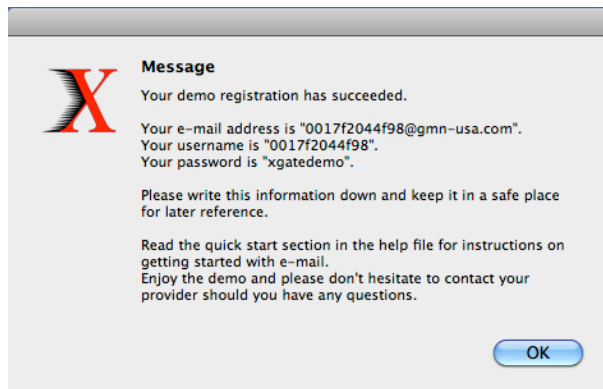 X
Message
Your demo registration has succeeded.
Your e-mail address is "0017f2044f98@gmn-usa.com".
Your username is "0017f2044f98".
Your password is "xgatedemo".
Please write this information down and keep it in a safe place
for later reference.
Read the quick start section in the help file for instructions on
getting started with e-mail.
Enjoy the demo and please don't hesitate to contact your
provider should you have any questions.
OK